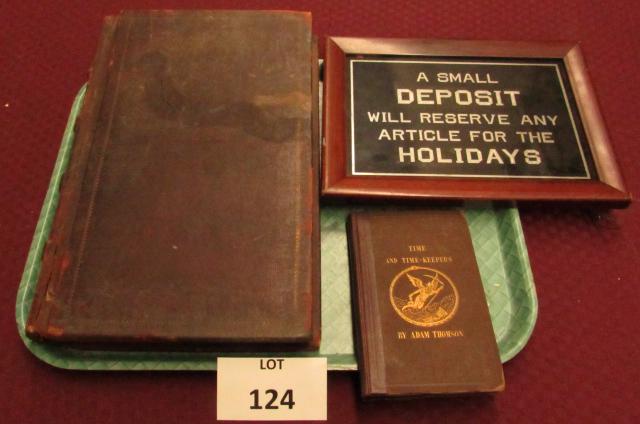 A SMALL
DEPOSIT
WILL RESERVE ANY
ARTICLE FOR THE
HOLIDAYS
TIME
AND TIME-KEEPERS
BY ADAM THOMSON
LOT
124